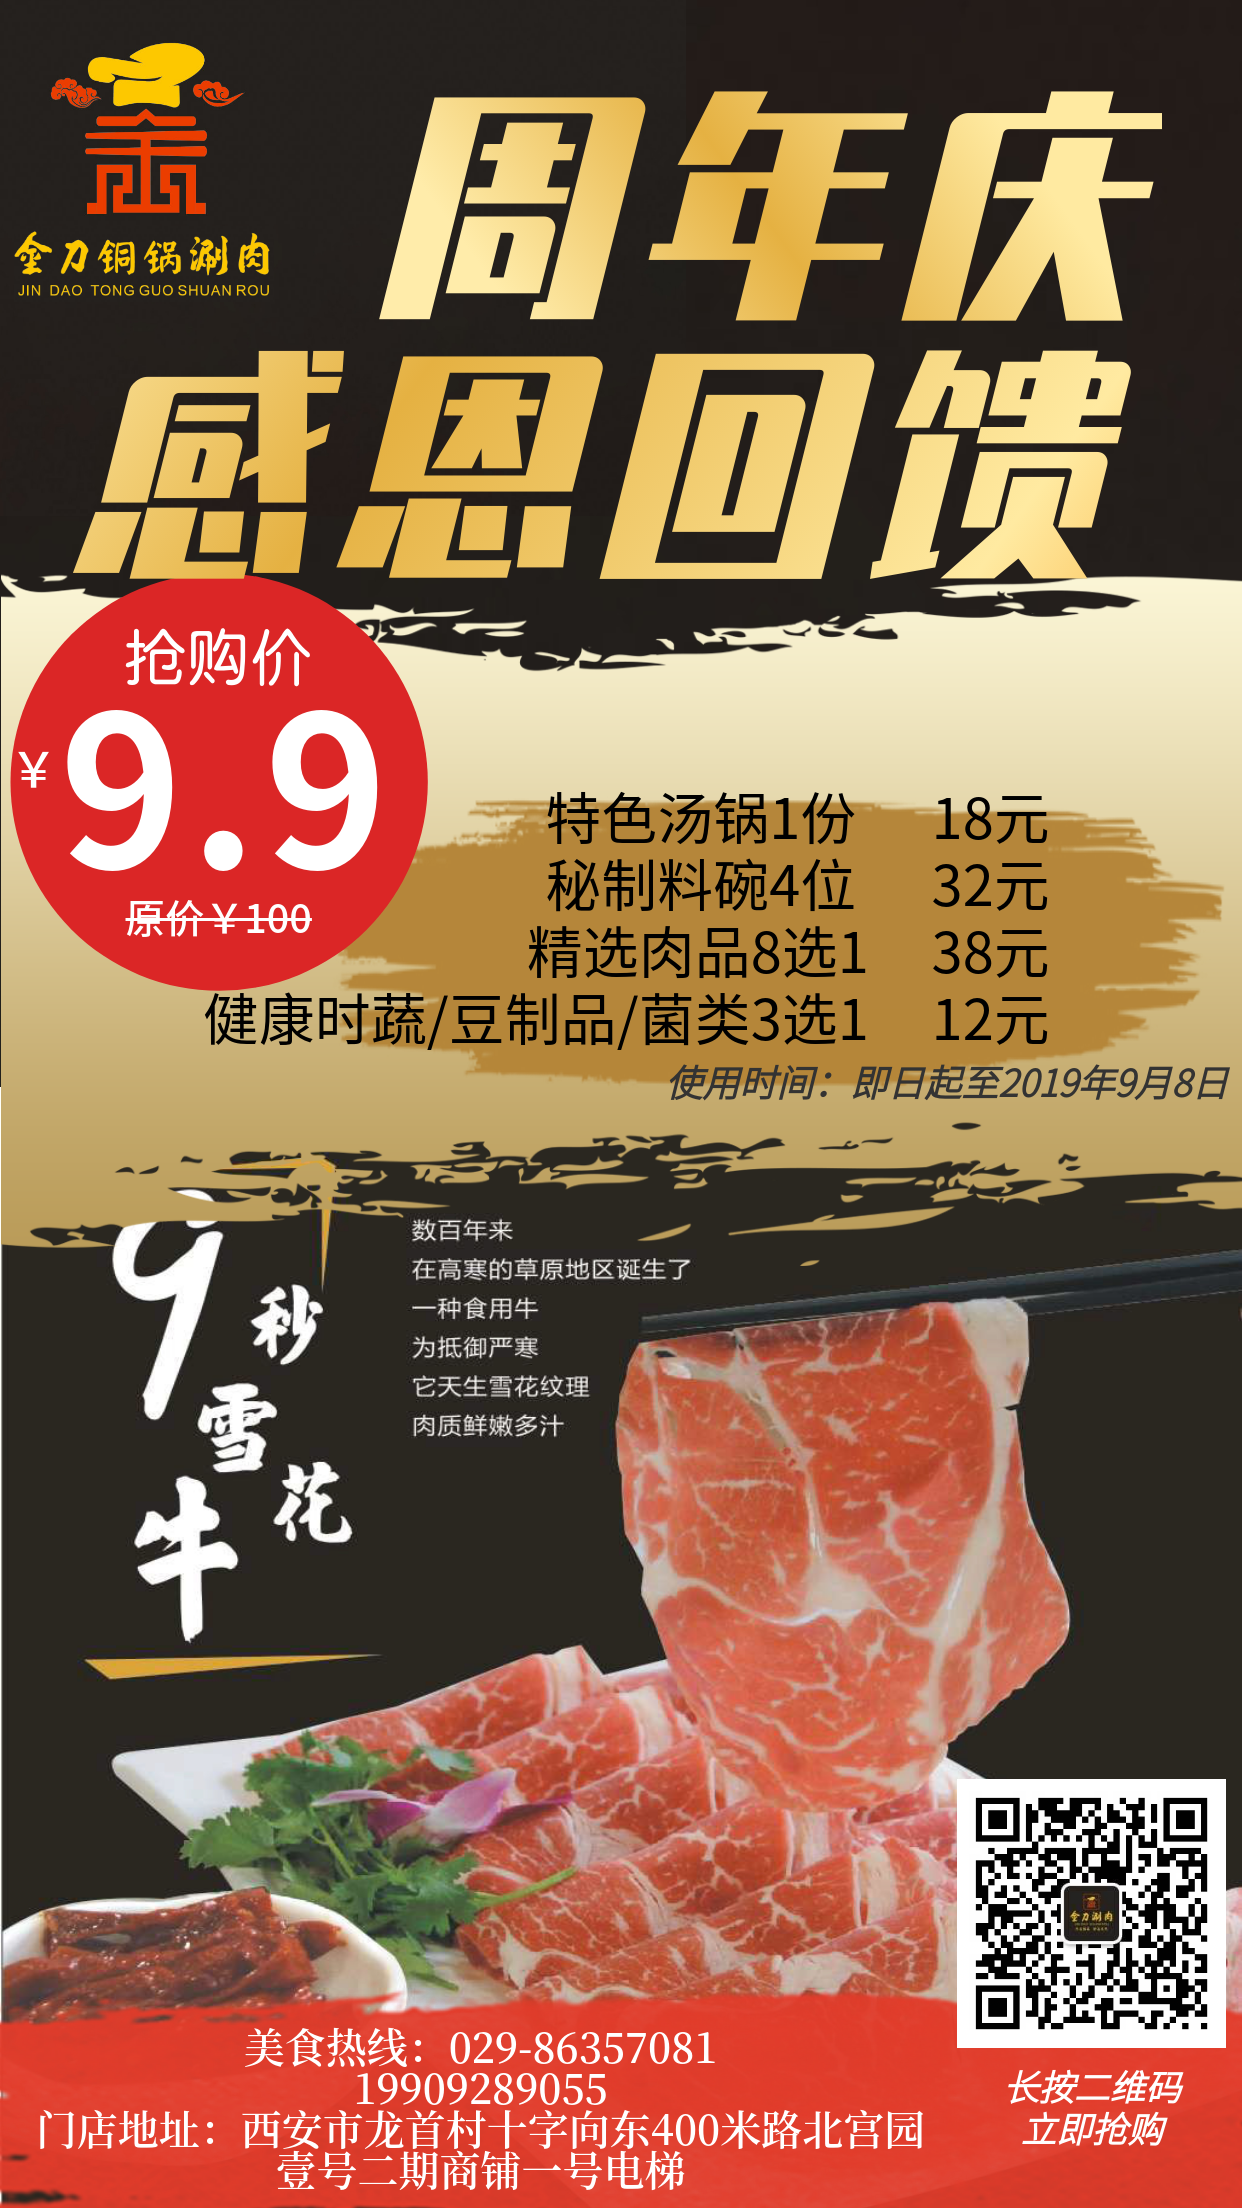 金刀铜锅涮肉
JIN DAO TONG GUO SHUAN ROU
周年庆
感恩回馈
抢购价
¥9.9
原价￥100
特色汤锅1份 18元
秘制料碗4位 32元
精选肉品8选1 38元
健康时蔬/豆制品/菌类3选1 12元
使用时间：即日起至2019年9月8日
9秒雪花牛
数百年来
在高寒的草原地区诞生了
一种食用牛
为抵御严寒
它天生雪花纹理
肉质鲜嫩多汁
金刀涮肉
美食热线：029-86357081
19909289055
门店地址：西安市龙首村十字向东400米路北宫园
壹号二期商铺一号电梯
长按二维码
立即抢购